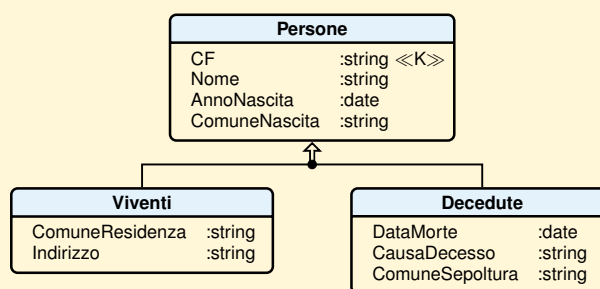 Persone
CF :string ≪K≫
Nome :string
AnnoNascita :date
ComuneNascita :string
Viventi
ComuneResidenza :string
Indirizzo :string
Decedute
DataMorte :date
CausaDecesso :string
ComuneSepoltura :string